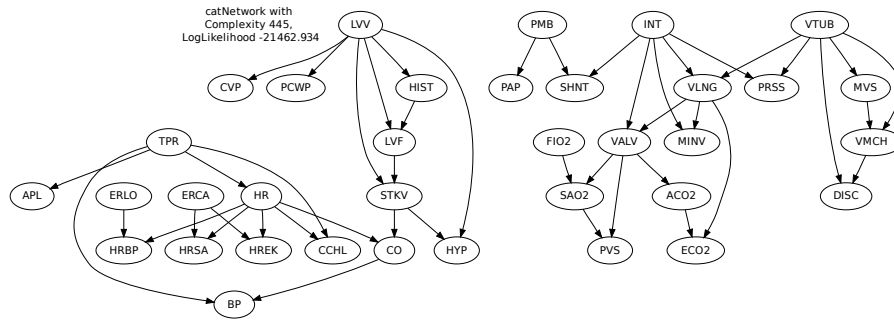 catNetwork with
Complexity 445,
LogLikelihood -21462.934
LVV
PMB
INT
VTUB
CVP
PCWP
HIST
PAP
SHNT
VLNG
PRSS
MVS
TPR
LVF
FIO2
VALV
MINV
VMCH
APL
ERLO
ERCA
HR
STKV
SAO2
ACO2
DISC
HRBP
HRSA
HREK
CCHL
CO
HYP
PVS
ECO2
BP